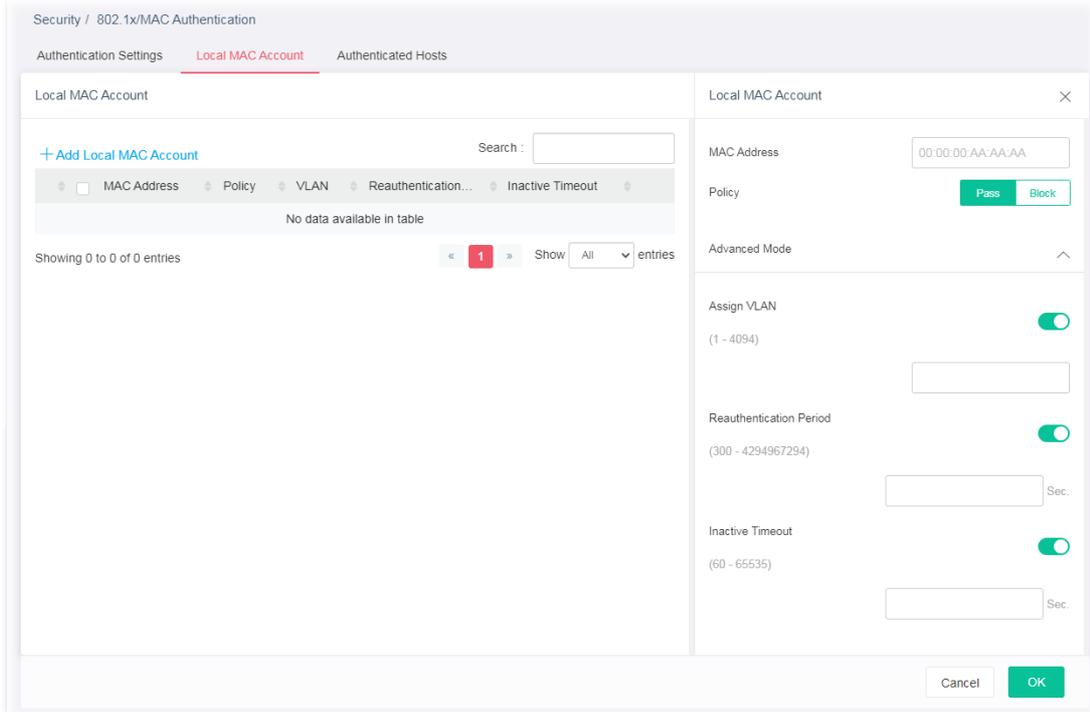 Security / 802.1x/MAC Authentication
Authentication Settings Local MAC Account Authenticated Hosts
Local MAC Account
Add Local MAC Account
Search :
MAC Address Policy VLAN Reauthentication... Inactive Timeout
No data available in table
Showing 0 to 0 of 0 entries
« 1 » Show All entries
Local MAC Account
MAC Address 00:00:00:AA:AA:AA
Policy Pass Block
Advanced Mode
Assign VLAN
(1 - 4094)
Reauthentication Period
(300 - 4294967294)
Sec.
Inactive Timeout
(60 - 65535)
Sec.
Cancel OK